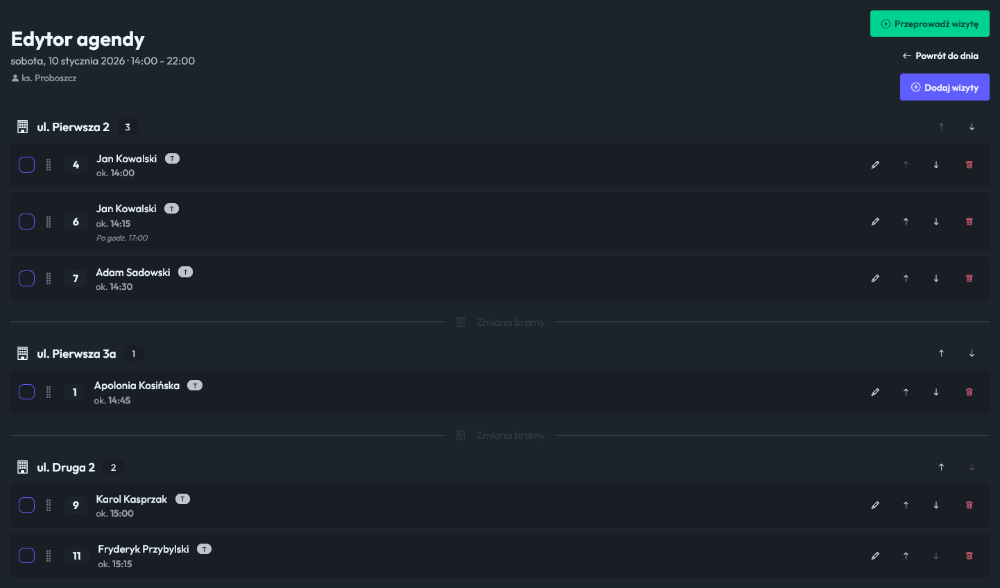 Przeprowadź wizytę
Edytor agendy
sobota, 10 stycznia 2026 · 14:00 - 22:00
ks. Proboszcz
Powrót do dnia
Dodaj wizyty
ul. Pierwsza 2 3
4 Jan Kowalski T
ok. 14:00
6 Jan Kowalski T
ok. 14:15
Po godz. 17:00
7 Adam Sadowski T
ok. 14:30
Zmiana bramy
ul. Pierwsza 3a 1
1 Apolonia Kosińska T
ok. 14:45
Zmiana bramy
ul. Druga 2 2
9 Karol Kasprzak T
ok. 15:00
11 Fryderyk Przybylski T
ok. 15:15